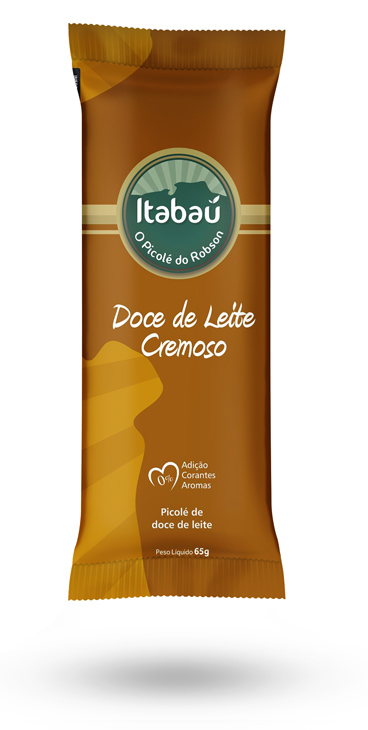 Itabaú
O Picolé do Robson
Doce de Leite
Cremoso
0%
Adição
Corantes
Aromas
Picolé de
doce de leite
Peso Líquido 65g